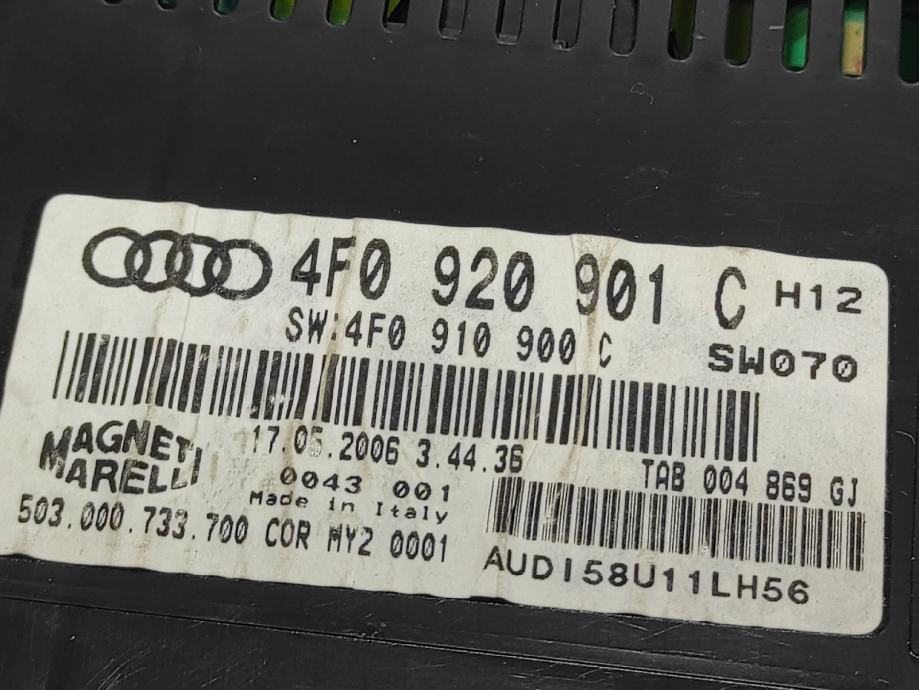 4F0 920 901 C H12
SW:4F0 910 900 C SW070
MAGNETI MARELLI
17.05.2006 3.44.36
TAB 004 869 GJ
0043 001
Made in Italy
503.000.733.700 COR MY2 0001
AUDI58U11LH56